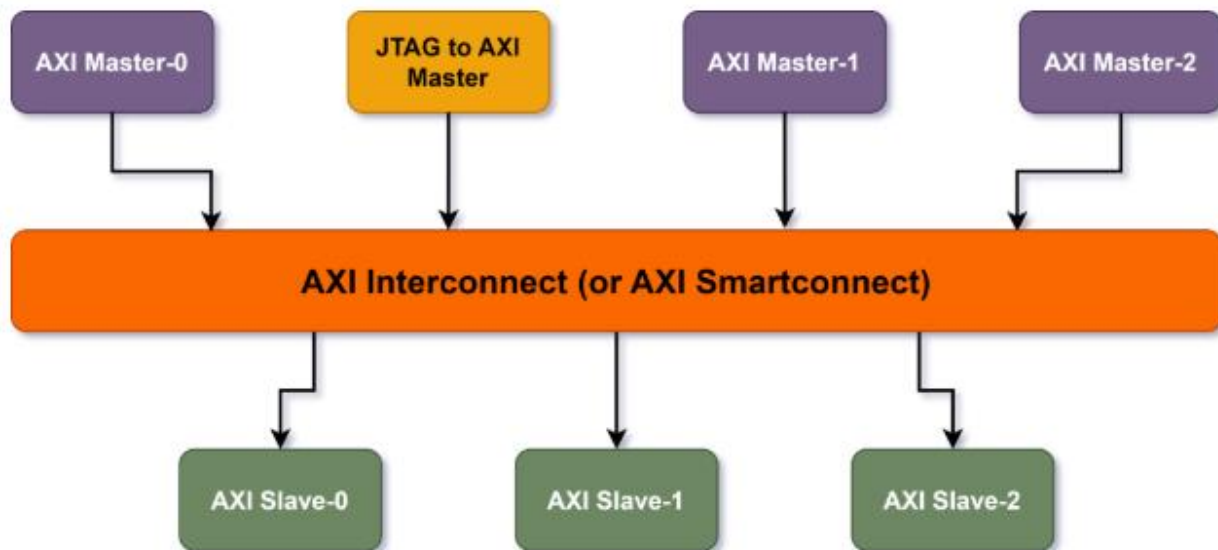 AXI Master-0
JTAG to AXI
Master
AXI Master-1
AXI Master-2
AXI Interconnect (or AXI Smartconnect)
AXI Slave-0
AXI Slave-1
AXI Slave-2